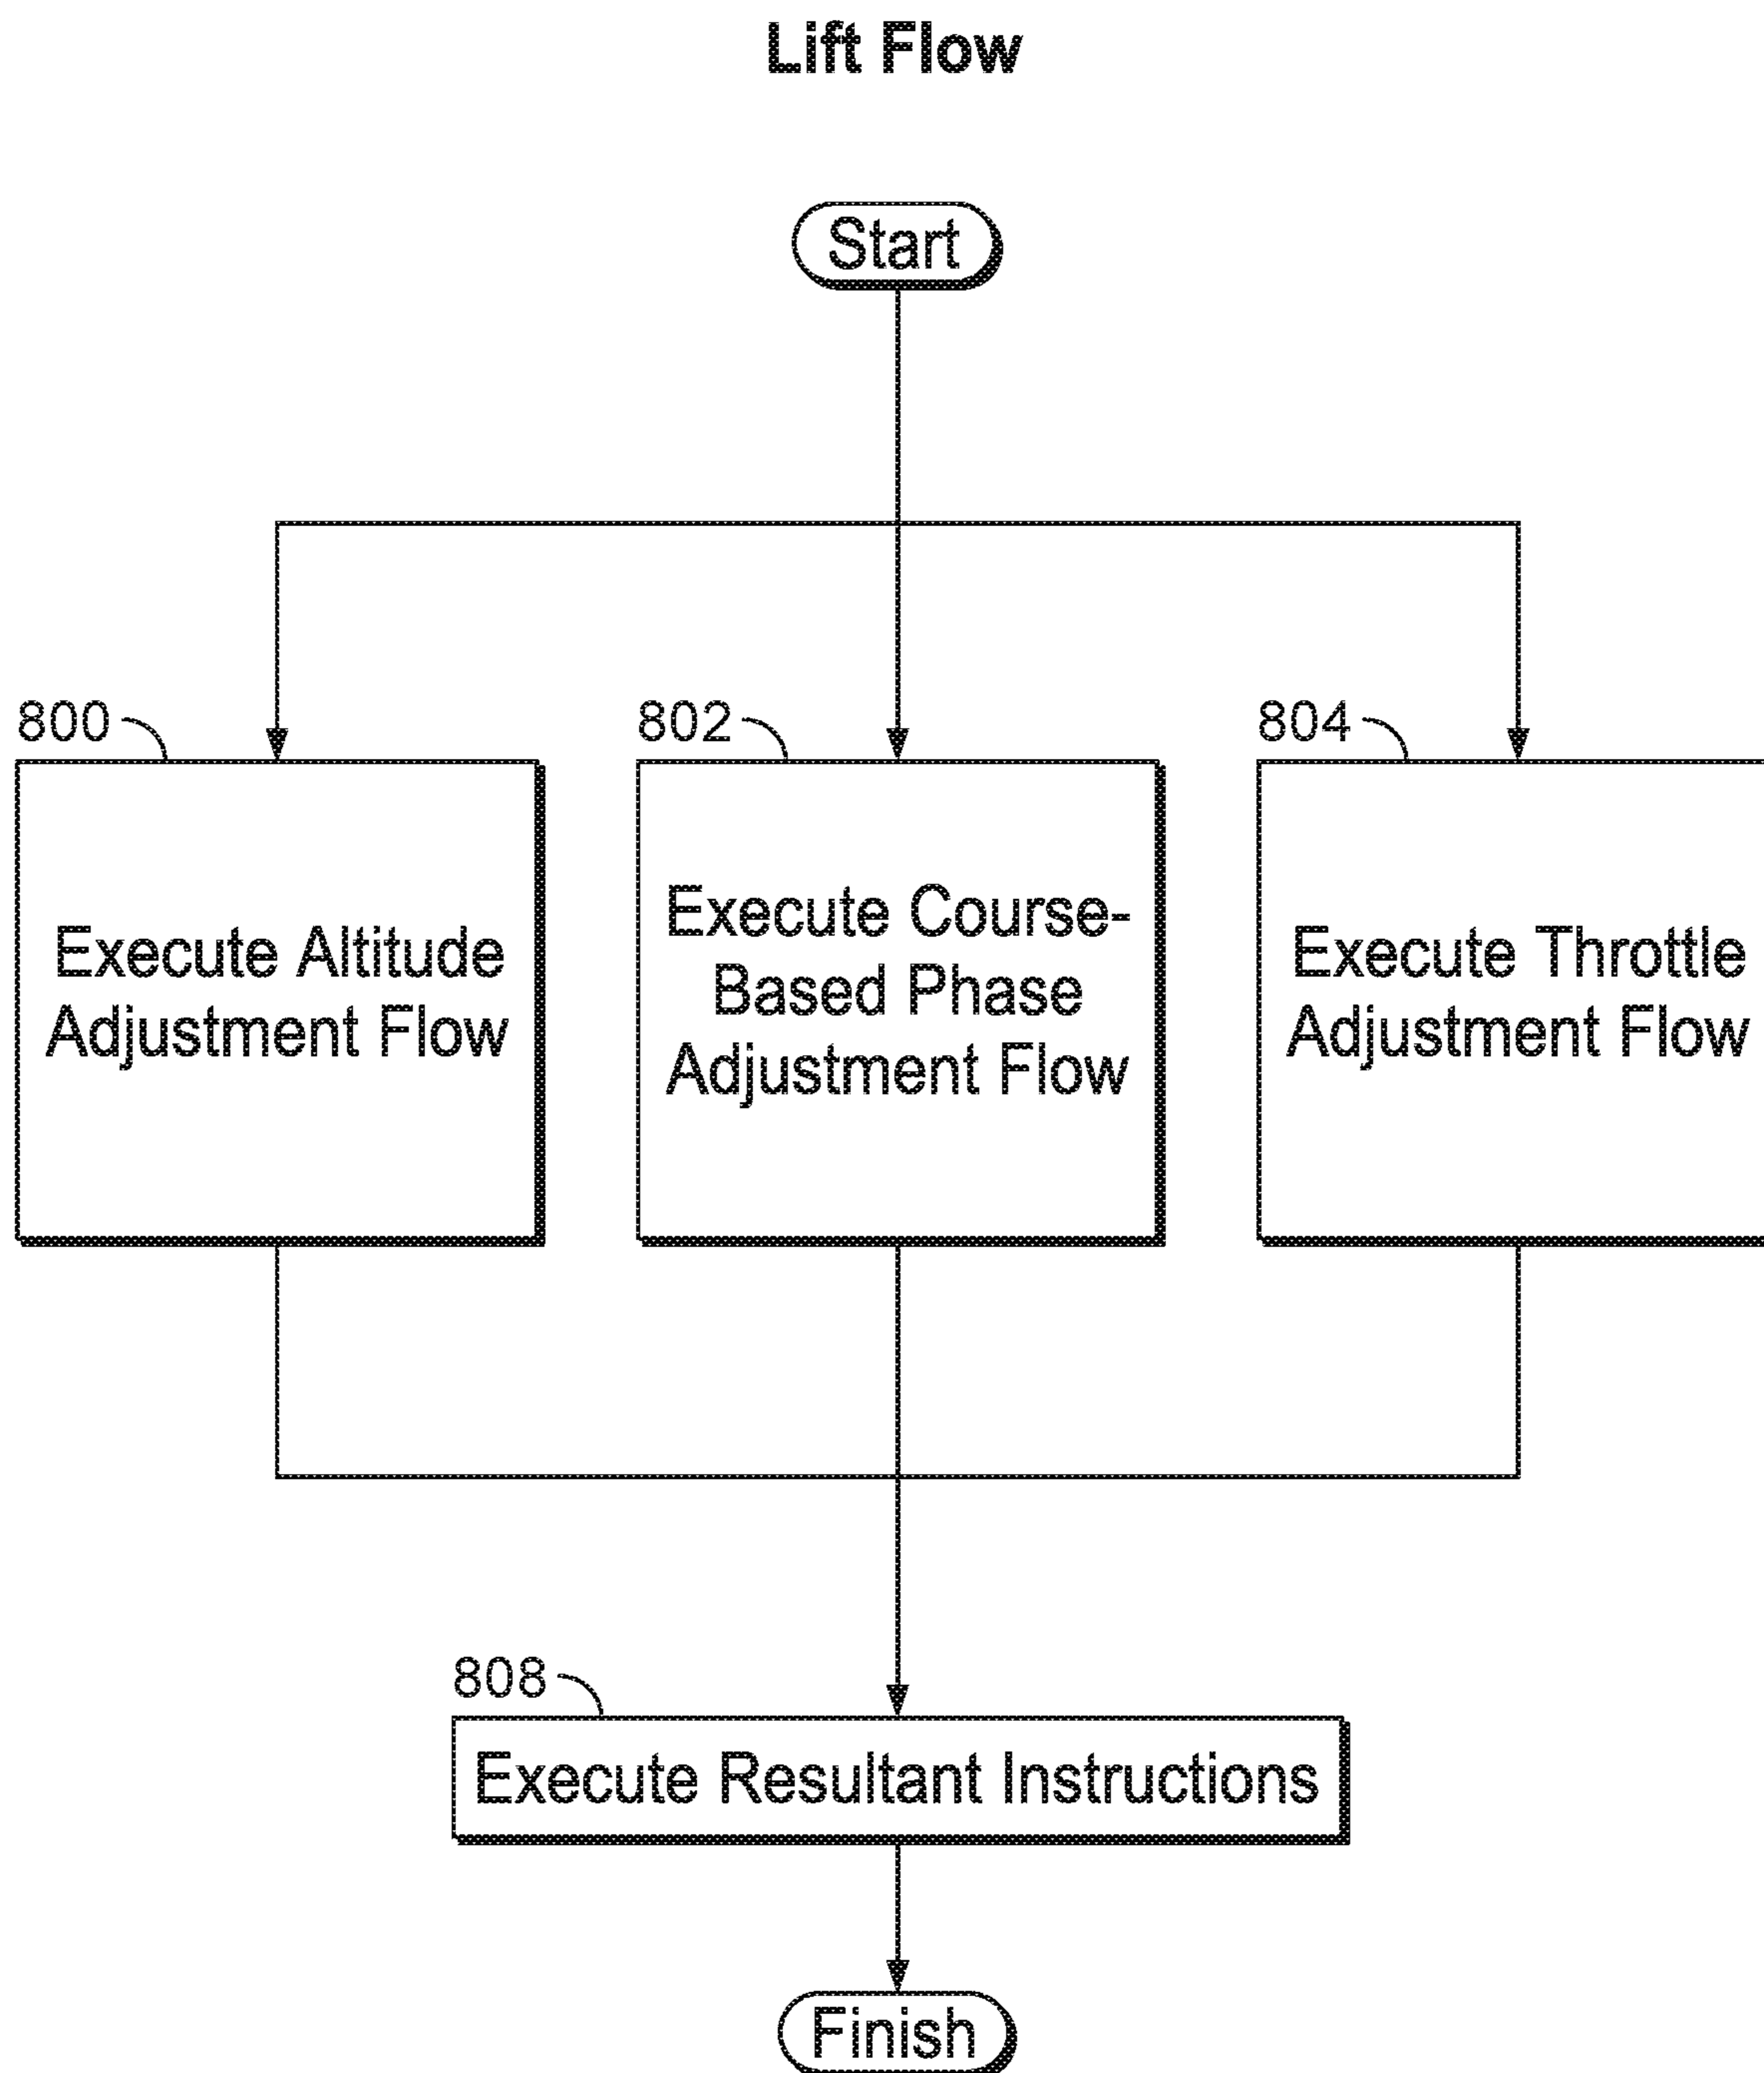 Lift Flow
Start
800
802
804
Execute Altitude
Adjustment Flow
Execute Course-
Based Phase
Adjustment Flow
Execute Throttle
Adjustment Flow
808
Execute Resultant Instructions
Finish